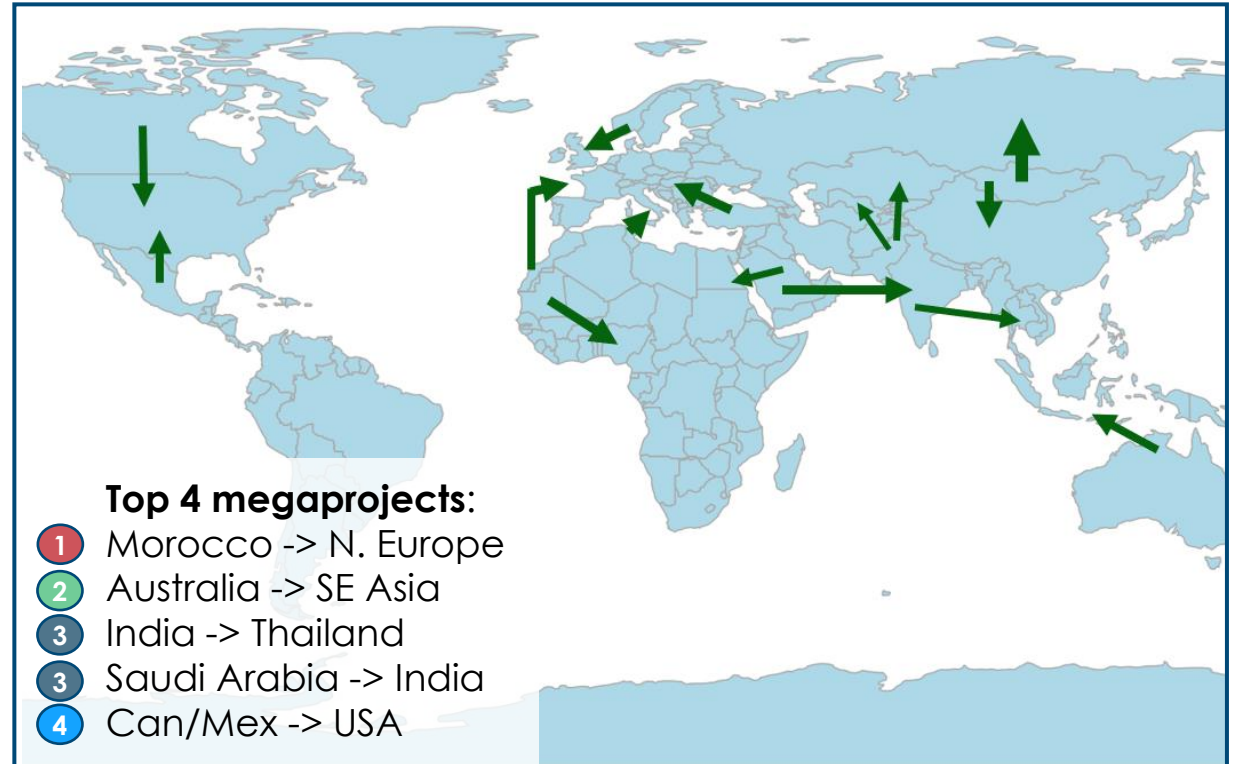 Top 4 megaprojects:
1 Morocco -> N. Europe
2 Australia -> SE Asia
3 India -> Thailand
3 Saudi Arabia -> India
4 Can/Mex -> USA